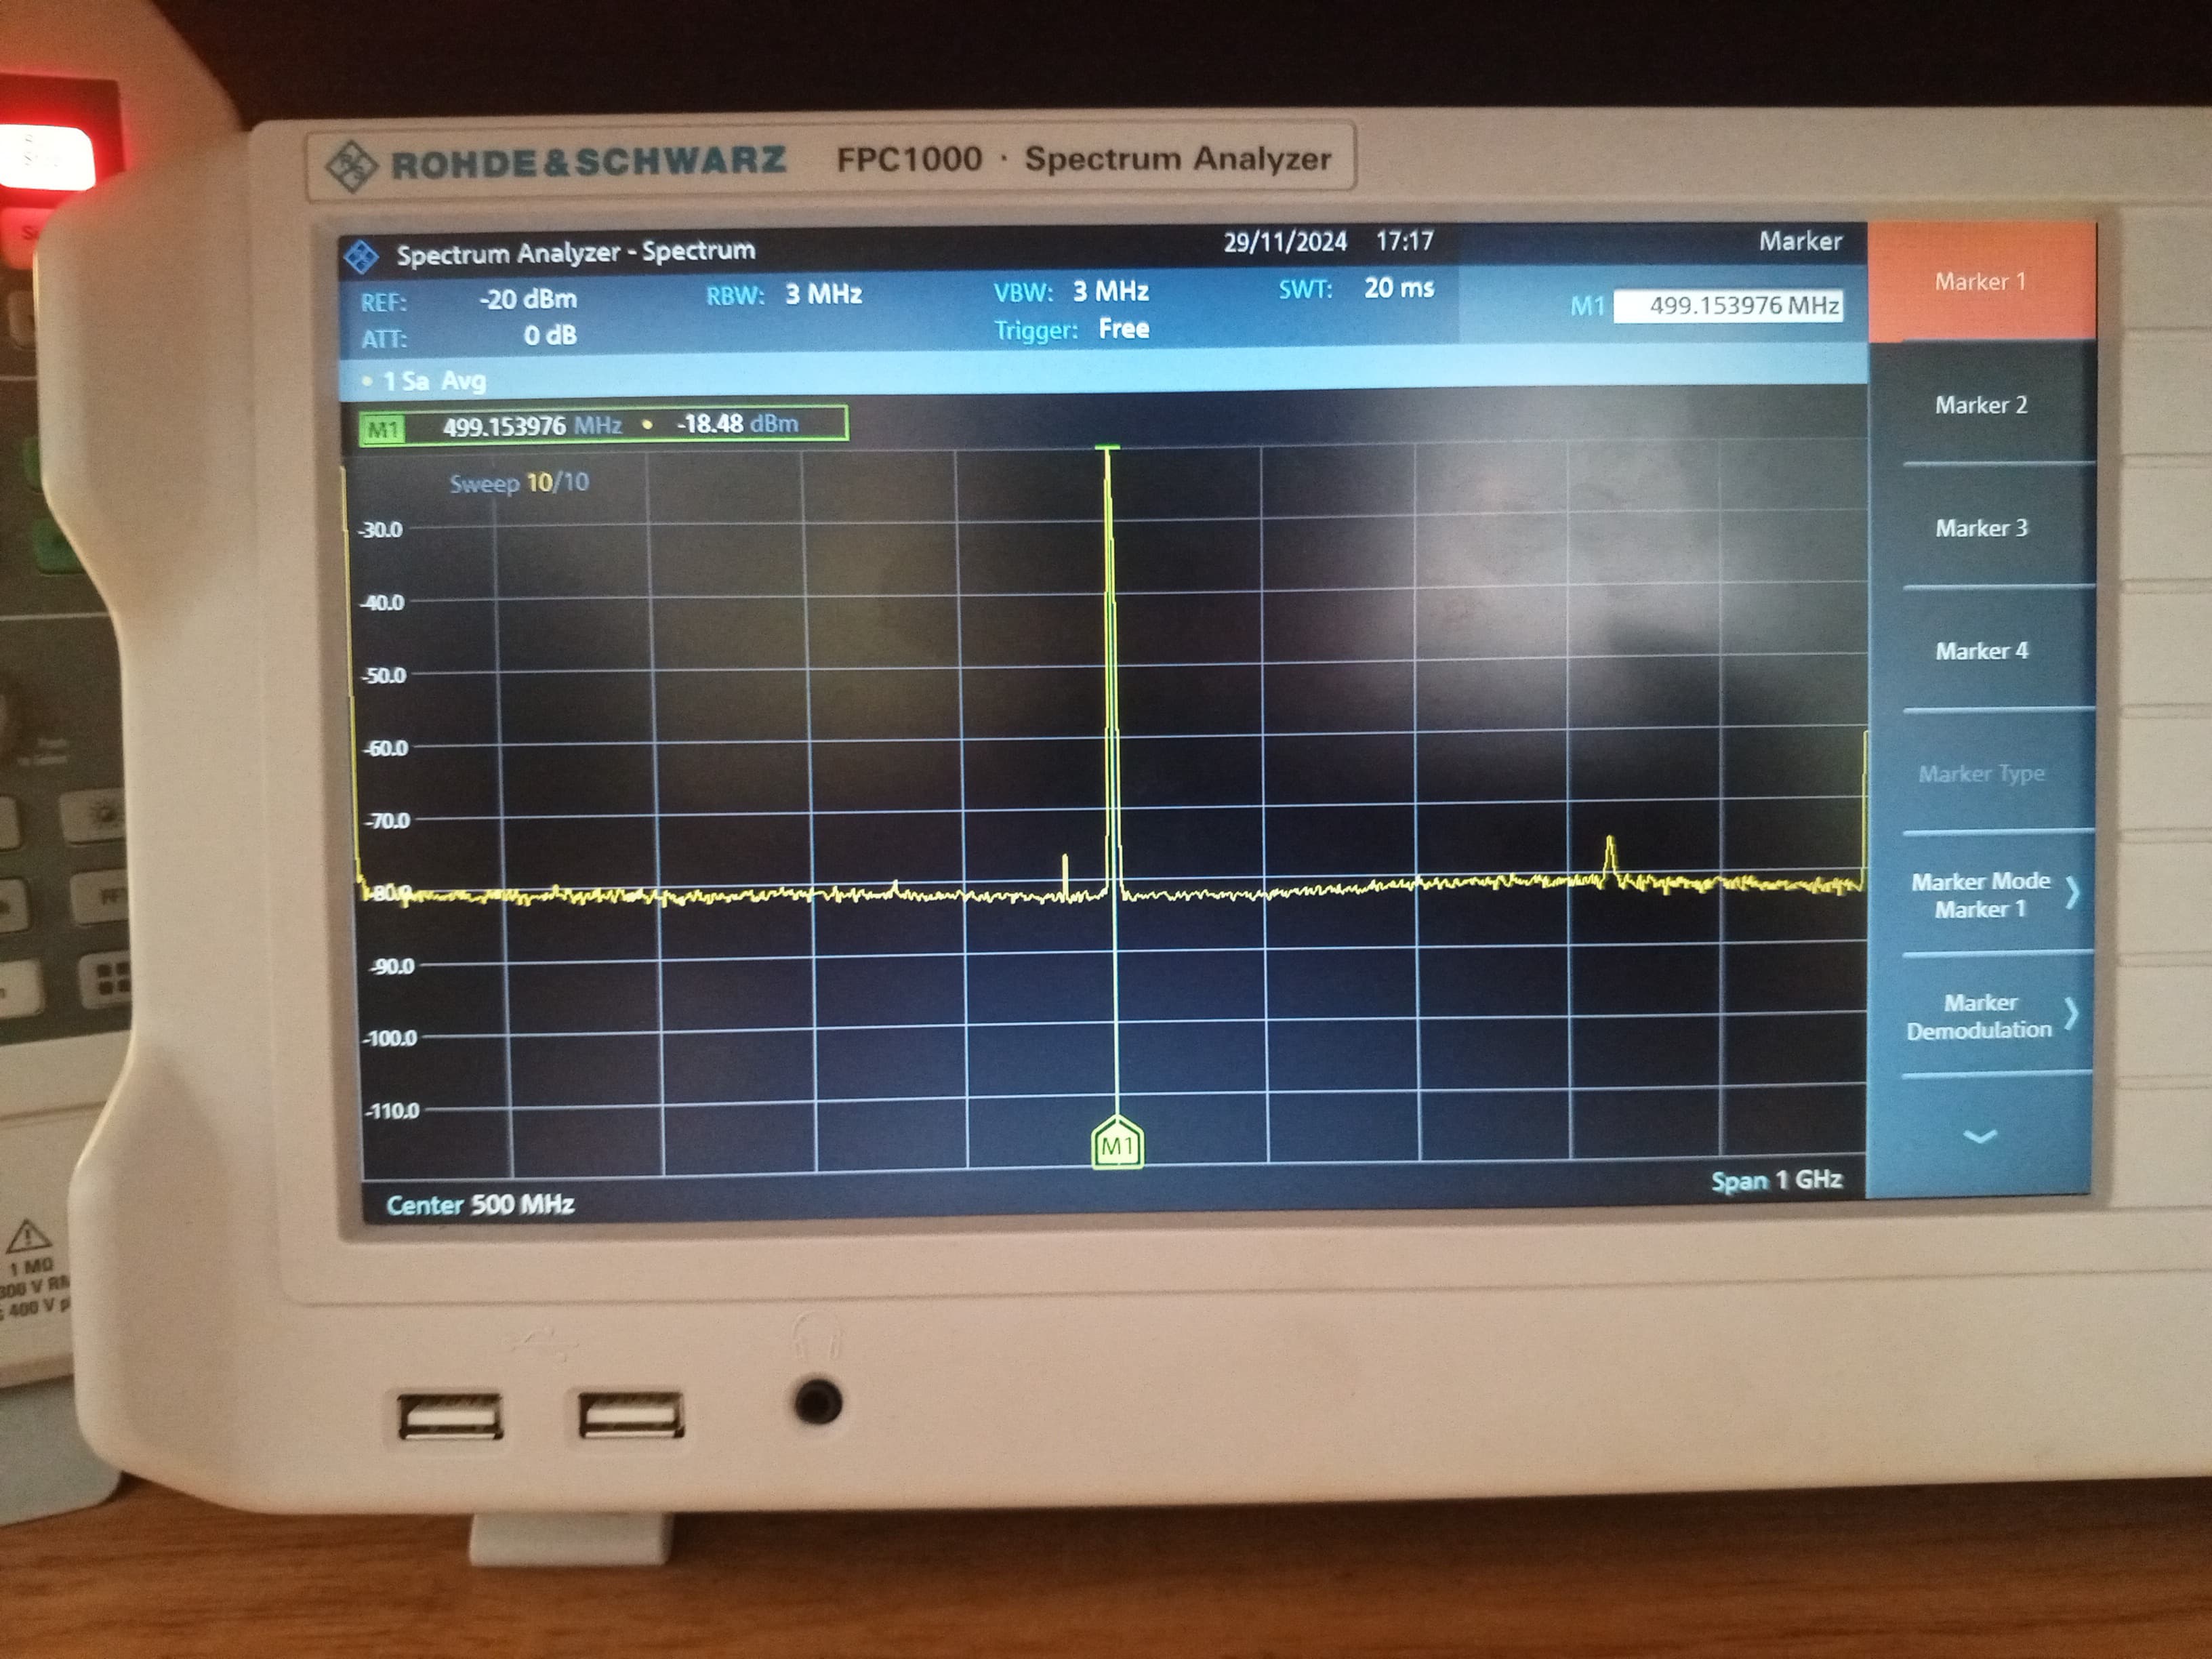 ROHDE&SCHWARZ FPC1000 · Spectrum Analyzer
Spectrum Analyzer - Spectrum 29/11/2024 17:17 Marker
REF: -20 dBm RBW: 3 MHz VBW: 3 MHz SWT: 20 ms
ATT: 0 dB Trigger: Free
M1 499.153976 MHz
• 1 Sa Avg
M1 499.153976 MHz • -18.48 dBm
Sweep 10/10
-30.0
-40.0
-50.0
-60.0
-70.0
-80.0
-90.0
-100.0
-110.0
M1
Center 500 MHz
Span 1 GHz
Marker 1
Marker 2
Marker 3
Marker 4
Marker Type
Marker Mode
Marker 1
Marker
Demodulation
1 MΩ
300 V
400 V